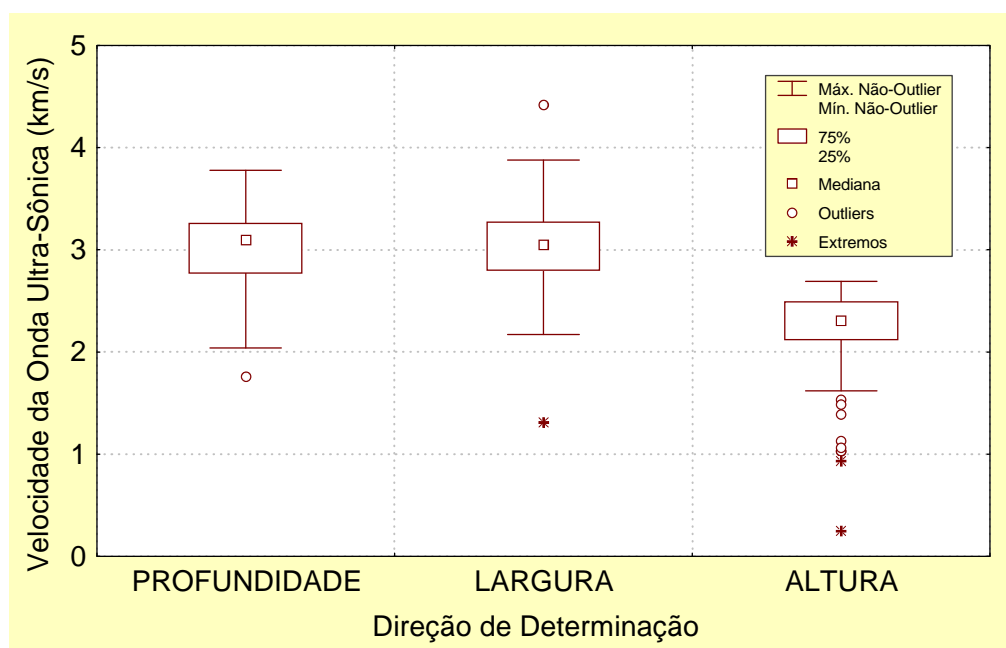 Velocidade da Onda Ultra-Sônica (km/s)
5
4
3
2
1
0
Máx. Não-Outlier
Mín. Não-Outlier
75%
25%
Mediana
Outliers
Extremos
PROFUNDIDADE
LARGURA
ALTURA
Direção de Determinação